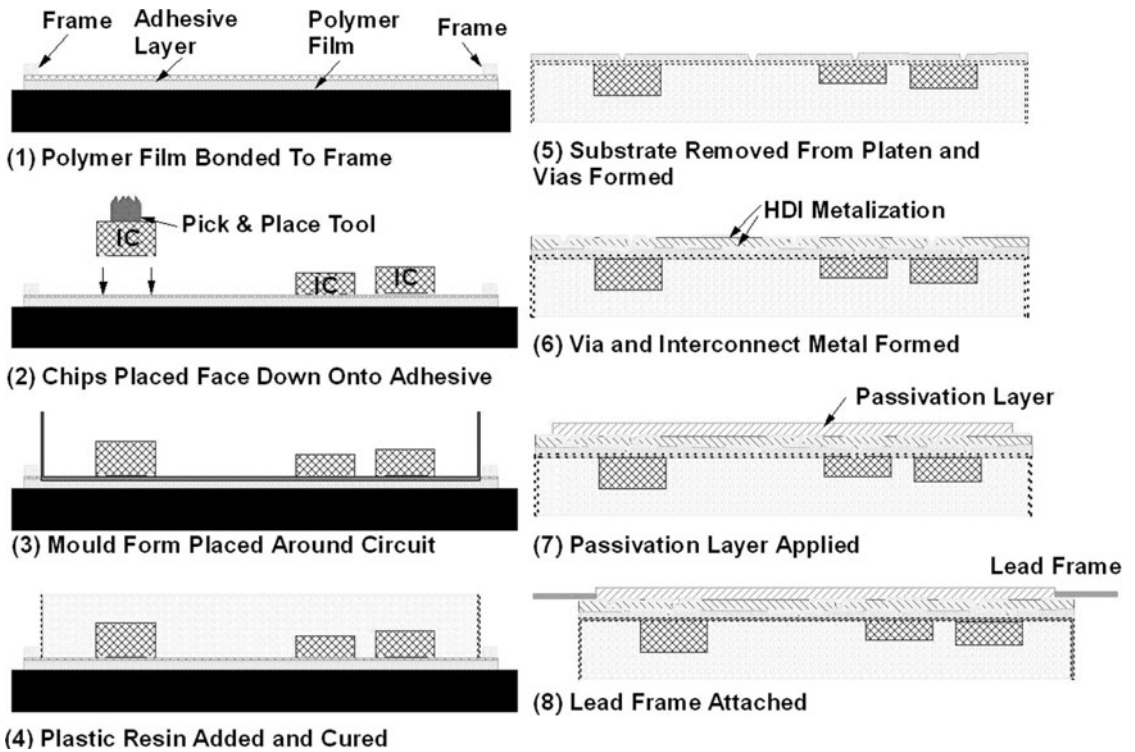 Frame
Adhesive
Layer
Polymer
Film
Frame
(1) Polymer Film Bonded To Frame
Pick & Place Tool
IC
IC
IC
(2) Chips Placed Face Down Onto Adhesive
(3) Mould Form Placed Around Circuit
(4) Plastic Resin Added and Cured
(5) Substrate Removed From Platen and
Vias Formed
HDI Metalization
(6) Via and Interconnect Metal Formed
Passivation Layer
(7) Passivation Layer Applied
Lead Frame
(8) Lead Frame Attached